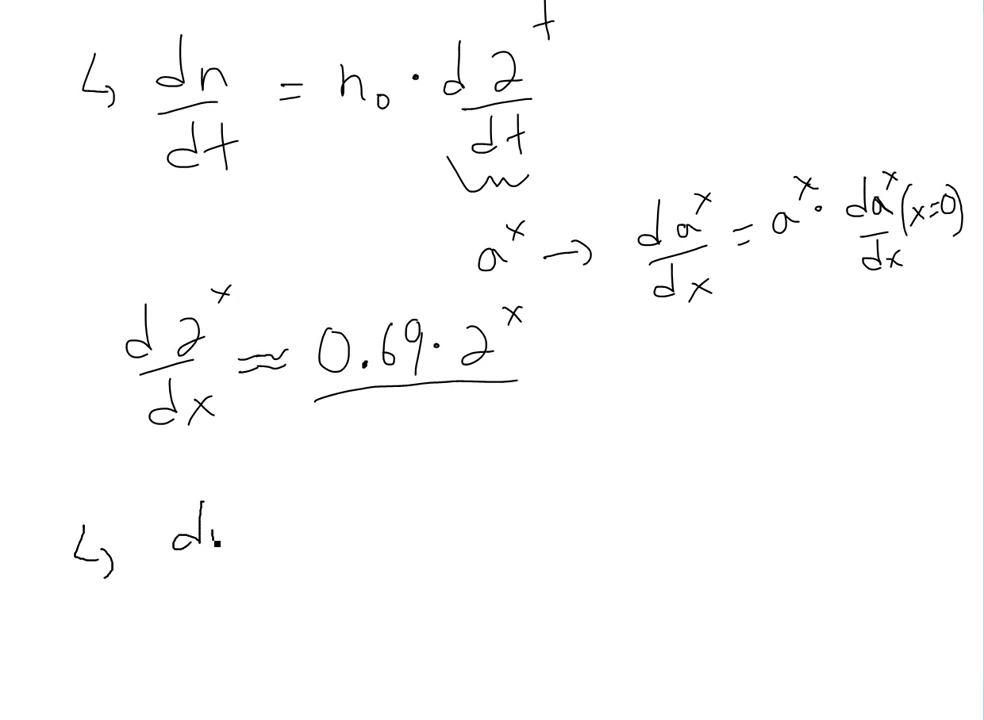 ↳ dn/dt = n₀ · d2^t/dt
a^x → da^x/dx = a^x · da^x/dx (x=0)
d2^x/dx ≈ 0.69 · 2^x
↳ d